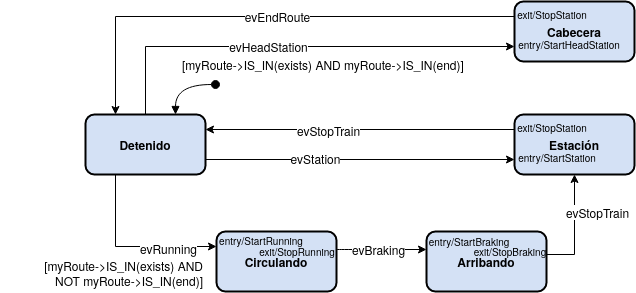 exit/StopStation
evEndRoute
Cabecera
evHeadStation
entry/StartHeadStation
[myRoute->IS_IN(exists) AND myRoute->IS_IN(end)]
exit/StopStation
evStopTrain
Detenido
Estación
evStation
entry/StartStation
evStopTrain
entry/StartRunning
entry/StartBraking
evRunning
exit/StopRunning
evBraking
exit/StopBraking
Circulando
Arribando
[myRoute->IS_IN(exists) AND
NOT myRoute->IS_IN(end)]